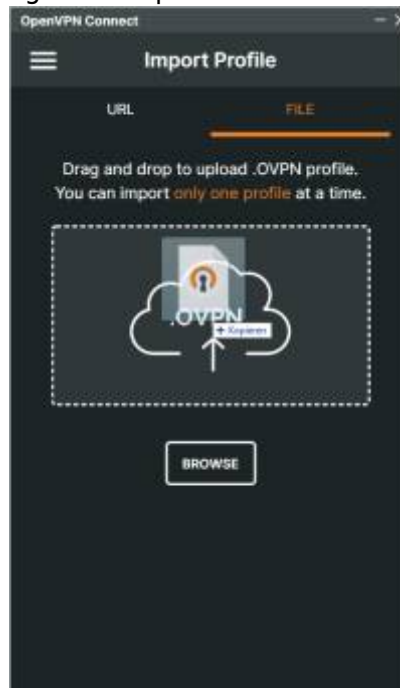 OpenVPN Connect
Import Profile
URL
FILE
Drag and drop to upload .OVPN profile.
You can import only one profile at a time.
.OVPN
+ Kopieren
BROWSE